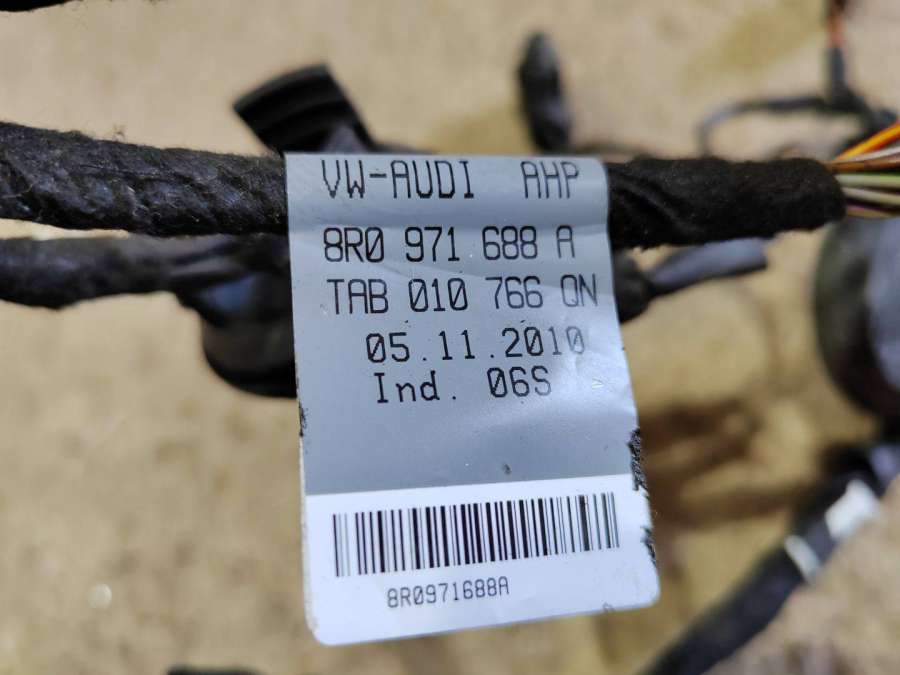 VW-AUDI AHP
8R0 971 688 A
TAB 010 766 QN
05.11.2010
Ind. 06S
8R0971688A